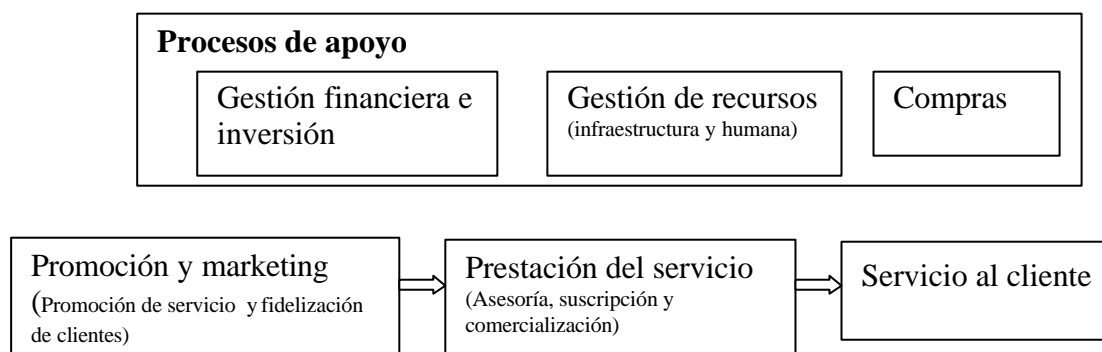 Procesos de apoyo
Gestión financiera e
inversión
Gestión de recursos
(infraestructura y humana)
Compras
Promoción y marketing
(Promoción de servicio y fidelización
de clientes)
Prestación del servicio
(Asesoría, suscripción y
comercialización)
Servicio al cliente